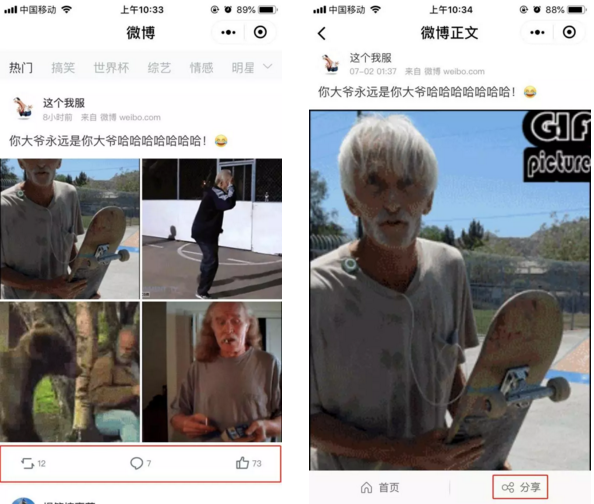 中国移动 上午10:33 89%
微博
热门 搞笑 世界杯 综艺 情感 明星
这个我服
8小时前 来自 微博 weibo.com
你大爷永远是你大爷哈哈哈哈哈哈哈！😂
12 7 73
中国移动 上午10:34 88%
微博正文
这个我服
07-02 01:37 来自 微博 weibo.com
你大爷永远是你大爷哈哈哈哈哈哈哈哈！😂
GIF
picture
首页 分享